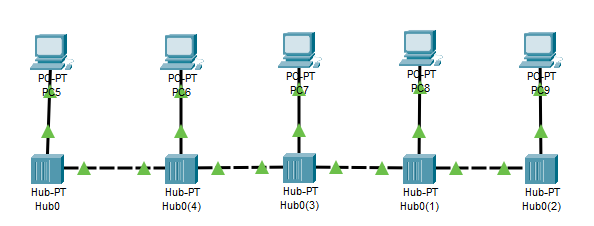 PC-PT
PC5
PC-PT
PC6
PC-PT
PC7
PC-PT
PC8
PC-PT
PC9
Hub-PT
Hub0
Hub-PT
Hub0(4)
Hub-PT
Hub0(3)
Hub-PT
Hub0(1)
Hub-PT
Hub0(2)